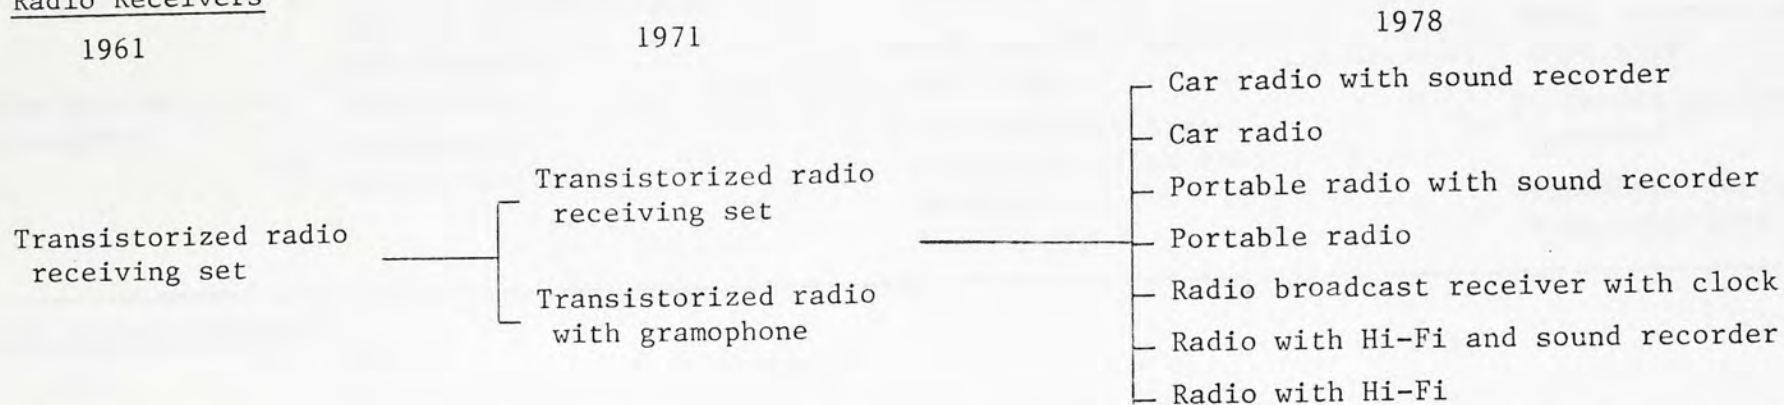 Radio Receivers
1961
1971
1978
Transistorized radio
receiving set
Transistorized radio
receiving set
Transistorized radio
with gramophone
Car radio with sound recorder
Car radio
Portable radio with sound recorder
Portable radio
Radio broadcast receiver with clock
Radio with Hi-Fi and sound recorder
Radio with Hi-Fi